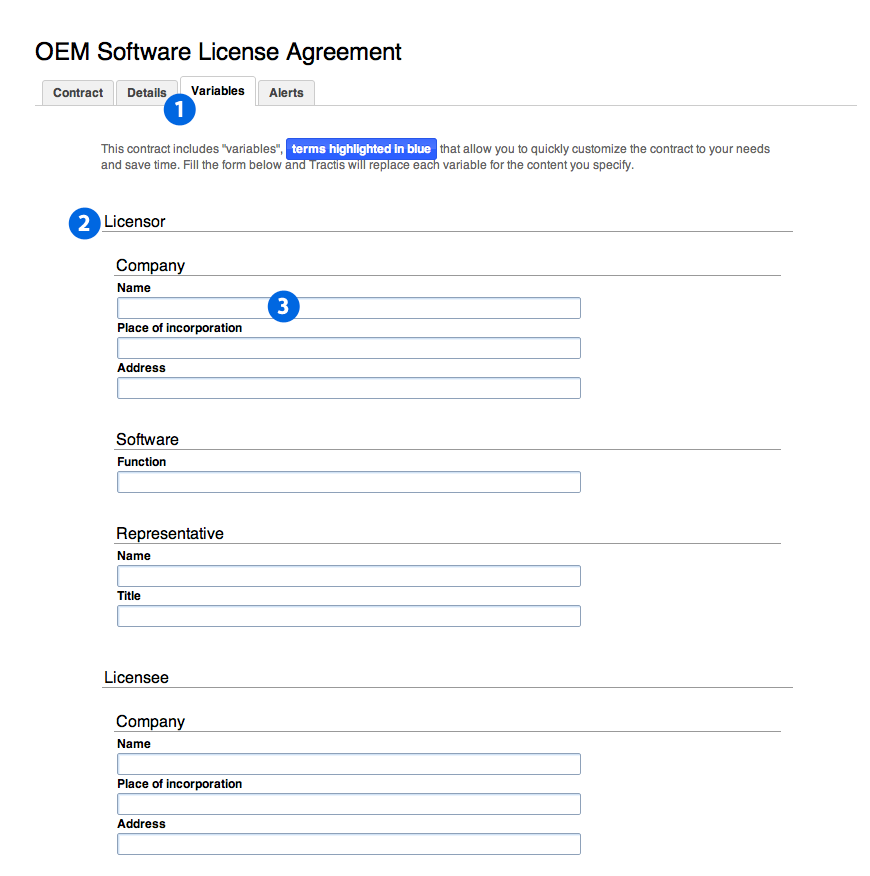 OEM Software License Agreement
Contract Details Variables Alerts
1
This contract includes "variables", terms highlighted in blue that allow you to quickly customize the contract to your needs
and save time. Fill the form below and Tractis will replace each variable for the content you specify.
2 Licensor
Company
Name
3
Place of incorporation
Address
Software
Function
Representative
Name
Title
Licensee
Company
Name
Place of incorporation
Address